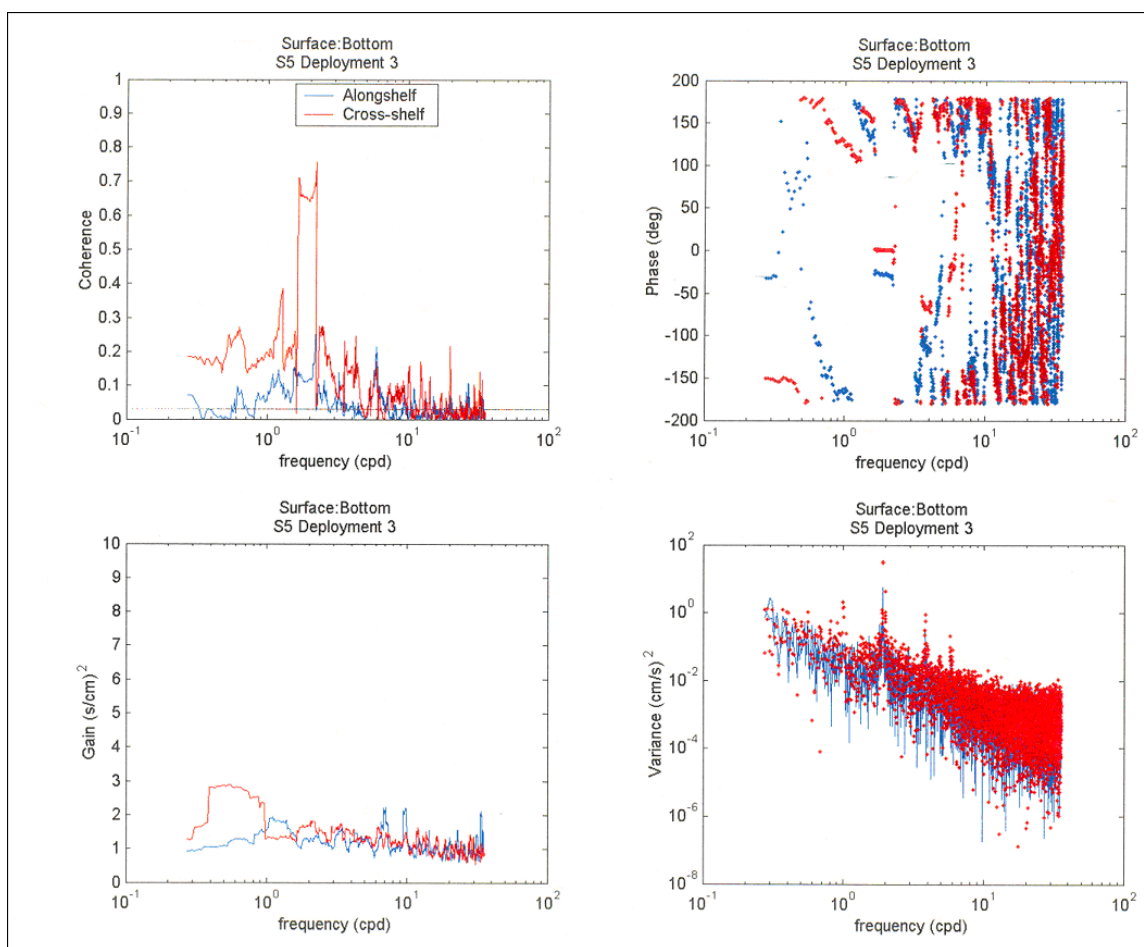 Surface:Bottom
S5 Deployment 3
1
0.9
0.8
0.7
0.6
0.5
0.4
0.3
0.2
0.1
0
Coherence
Alongshelf
Cross-shelf
10^-1
10^0
10^1
10^2
frequency (cpd)
Surface:Bottom
S5 Deployment 3
200
150
100
50
0
-50
-100
-150
-200
Phase (deg)
10^-1
10^0
10^1
10^2
frequency (cpd)
Surface:Bottom
S5 Deployment 3
10
9
8
7
6
5
4
3
2
1
0
Gain (s/cm)^2
10^-1
10^0
10^1
10^2
frequency (cpd)
Surface:Bottom
S5 Deployment 3
10^2
10^0
10^-2
10^-4
10^-6
10^-8
Variance (cm/s)^2
10^-1
10^0
10^1
10^2
frequency (cpd)